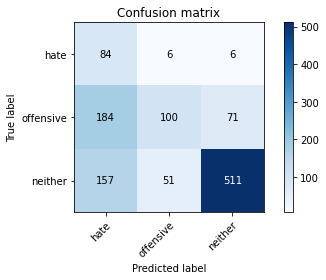 Confusion matrix
hate 84 6 6
offensive 184 100 71
neither 157 51 511
hate offensive neither
True label
Predicted label
500
400
300
200
100